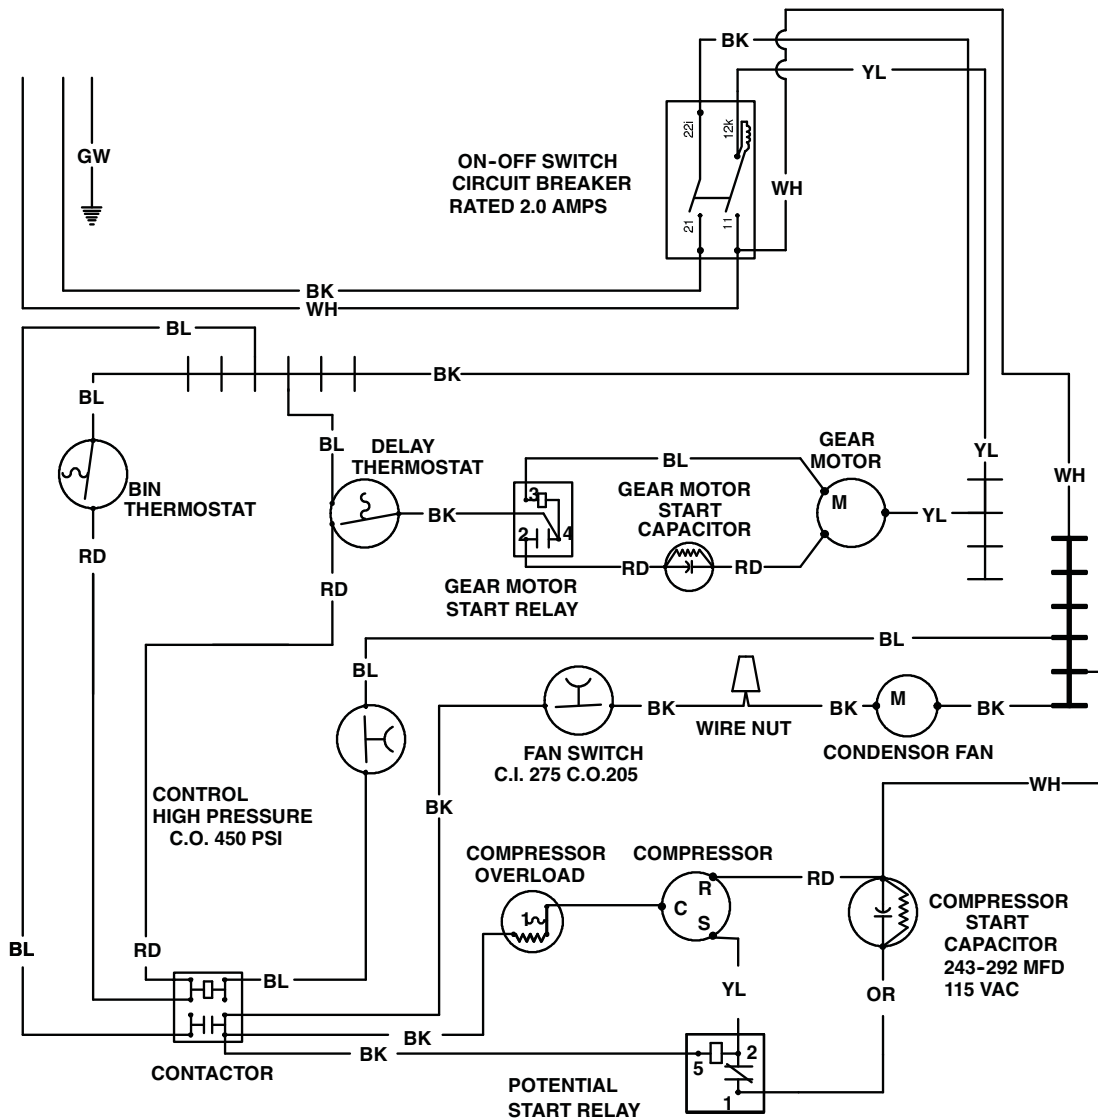 BK
YL
GW
22i
12k
ON-OFF SWITCH
CIRCUIT BREAKER
RATED 2.0 AMPS
WH
21
11
BK
WH
BL
BK
BL
BL
DELAY
THERMOSTAT
GEAR
MOTOR
YL
BL
WH
BIN
THERMOSTAT
GEAR MOTOR
START
CAPACITOR
3
M
BK
YL
2
4
RD
RD
RD
RD
GEAR MOTOR
START RELAY
BL
BL
M
BK
BK
BK
WIRE NUT
FAN SWITCH
C.I. 275 C.O.205
CONDENSOR FAN
WH
CONTROL
HIGH PRESSURE
C.O. 450 PSI
BK
COMPRESSOR
OVERLOAD
COMPRESSOR
R
RD
C
S
1
COMPRESSOR
START
CAPACITOR
243-292 MFD
115 VAC
BL
RD
BL
YL
OR
BK
BK
CONTACTOR
5
2
1
POTENTIAL
START RELAY